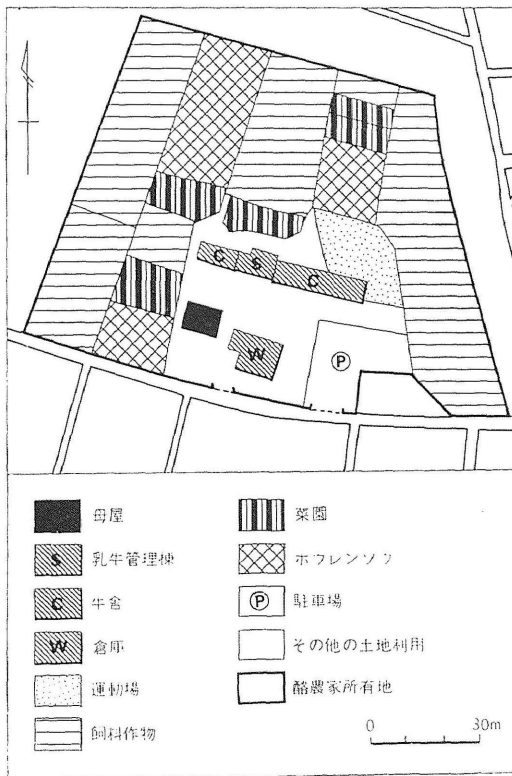 C
S
C
W
P
母屋
菜園
S
乳牛管理棟
ホウレンソウ
C
牛舎
P
駐車場
W
倉庫
その他の土地利用
運動場
酪農家所有地
飼料作物
0
30m